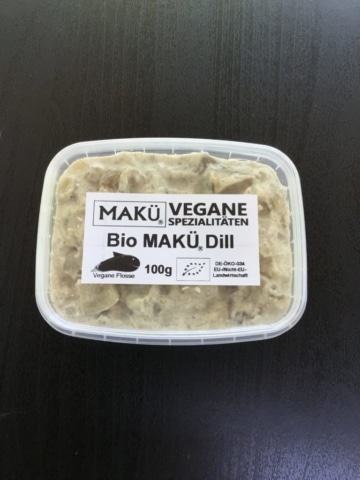 MAKÜ® VEGANE
SPEZIALITÄTEN
Bio MAKÜ® Dill
Vegane Flosse
100g
DE-ÖKO-034
EU-/Nicht-EU-
Landwirtschaft